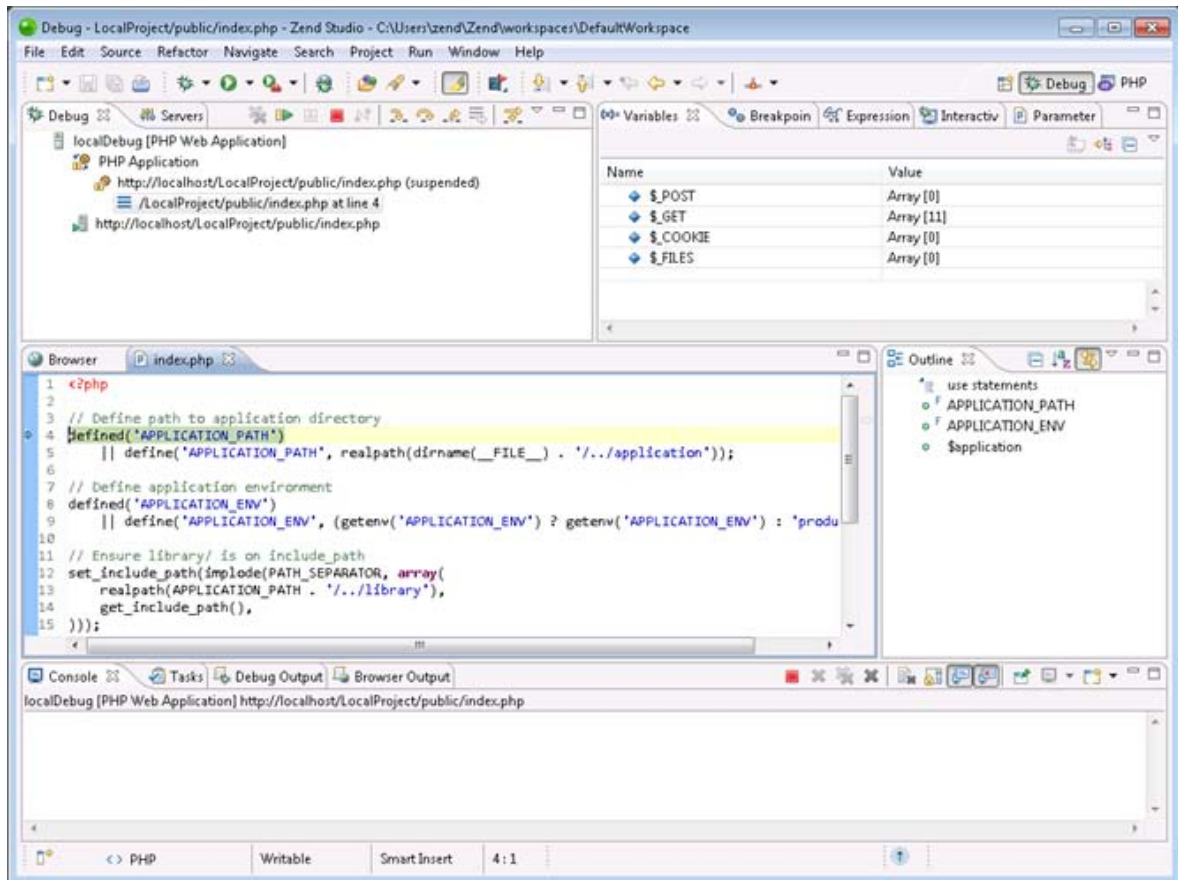 Debug - LocalProject/public/index.php - Zend Studio - C:\Users\zend\Zend\workspaces\DefaultWorkspace
File Edit Source Refactor Navigate Search Project Run Window Help
Debug PHP
Debug Servers
localDebug [PHP Web Application]
PHP Application
http://localhost/LocalProject/public/index.php (suspended)
/LocalProject/public/index.php at line 4
http://localhost/LocalProject/public/index.php
Variables Breakpoin Expression Interactiv Parameter
Name Value
$_POST Array [0]
$_GET Array [11]
$_COOKIE Array [0]
$_FILES Array [0]
Browser index.php
1 <?php
2
3 // Define path to application directory
4 defined('APPLICATION_PATH')
5 || define('APPLICATION_PATH', realpath(dirname(__FILE__) . '/../application'));
6
7 // Define application environment
8 defined('APPLICATION_ENV')
9 || define('APPLICATION_ENV', (getenv('APPLICATION_ENV') ? getenv('APPLICATION_ENV') : 'produ
10
11 // Ensure library/ is on include_path
12 set_include_path(implode(PATH_SEPARATOR, array(
13 realpath(APPLICATION_PATH . '/../library'),
14 get_include_path(),
15 )));
Outline
use statements
APPLICATION_PATH
APPLICATION_ENV
$application
Console Tasks Debug Output Browser Output
localDebug [PHP Web Application] http://localhost/LocalProject/public/index.php
<> PHP Writable Smart Insert 4:1